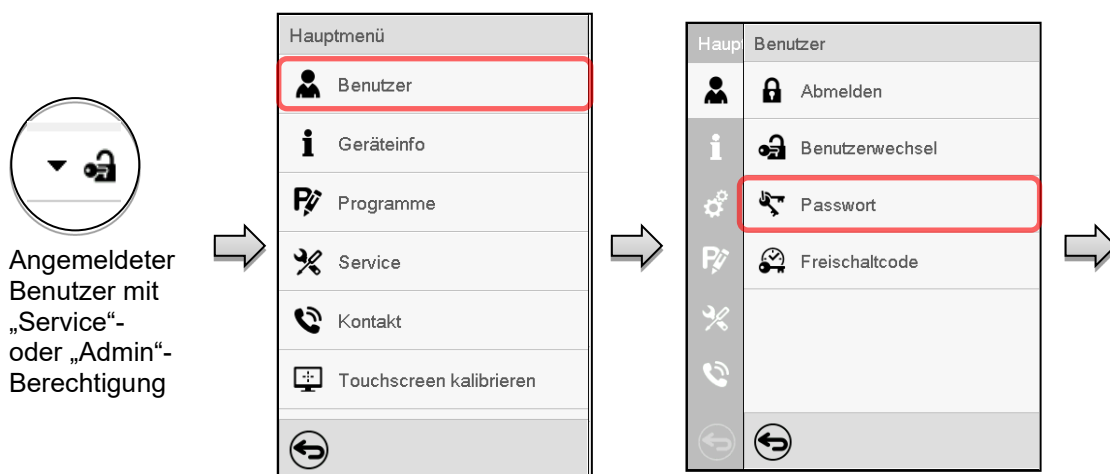 Angemeldeter
Benutzer mit
„Service“-
oder „Admin“-
Berechtigung
Hauptmenü
Benutzer
Geräteinfo
Programme
Service
Kontakt
Touchscreen kalibrieren
Haupt
Benutzer
Abmelden
Benutzerwechsel
Passwort
Freischaltcode